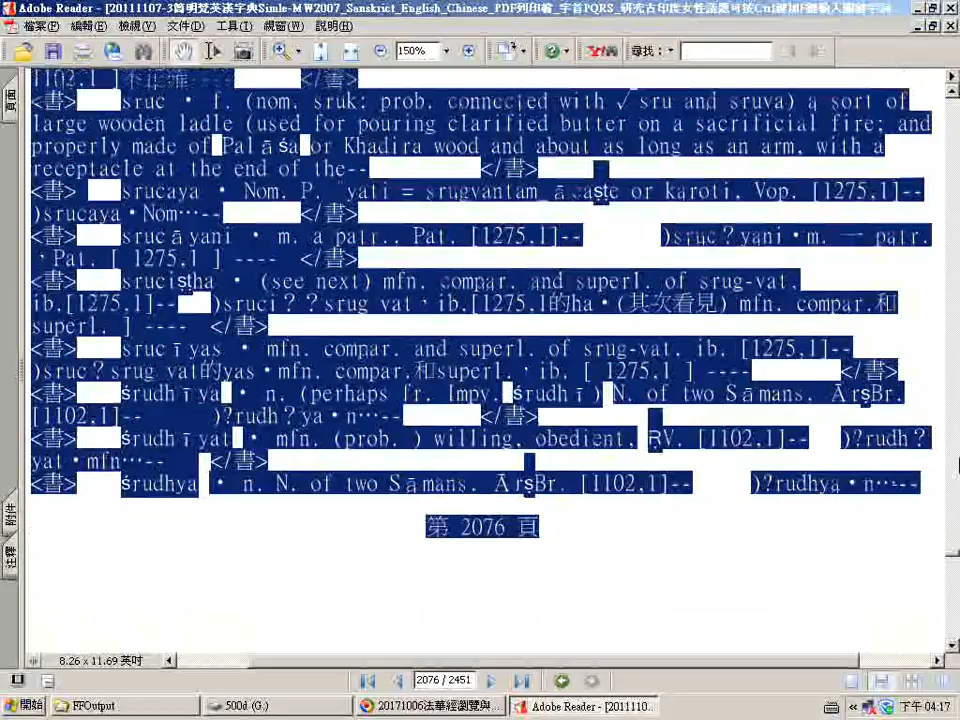 Adobe Reader - [20111107-3簡明梵英漢字典Simle-MW2007_Sanskrict_English_Chinese_PDF列印稿_字首PQRS_研究古印度女性話題可按Ctrl鍵加F鍵輸入關鍵字
檔案(F) 編輯(E) 檢視(V) 文件(D) 工具(T) 視窗(W) 說明(H)
150% 尋找:
頁面
1102,1 ]不正確---- </書>
<書> sruc · f. (nom. sruk: prob. connected with √sru and sruva) a sort of
large wooden ladle (used for pouring clarified butter on a sacrificial fire; and
properly made of Palāśa or Khadira wood and about as long as an arm, with a
receptacle at the end of the-- </書>
<書> srucaya · Nom. P. °yati = srugvantam ācaṣṭe or karoti, Vop. [1275,1]--
)srucaya·Nom…-- </書>
<書> srucāyani · m. a patr., Pat. [1275,1]-- )sruc?yani·m. 一 patr.
，Pat. [ 1275,1 ] ---- </書>
<書> sruciṣṭha · (see next) mfn. compar. and superl. of srug-vat,
ib.[1275,1]-- )sruci??srug vat，ib.[1275,1的ha·(其次看見) mfn. compar.和
superl. ] ---- </書>
<書> srucīyas · mfn. compar. and superl. of srug-vat. ib. [1275,1]--
)sruc?srug vat的yas·mfn. compar.和superl.，ib. [ 1275,1 ] ---- </書>
<書> śrudhīya · n. (perhaps fr. Impv. śrudhī) N. of two Sāmans. ĀrṣBr.
[1102,1]-- )?rudh?ya·n…-- </書>
<書> śrudhīyat · mfn. (prob. ) willing, obedient, ṚV. [1102,1]-- )?rudh?
yat·mfn…-- </書>
<書> śrudhya · n. N. of two Sāmans. ĀrṣBr. [1102,1]-- )?rudhya·n…--
第 2076 頁
附件
注釋
8.26 x 11.69 英吋
2076 / 2451
開始 FFOutput 500d (G:) 20171006法華經瀏覽與... Adobe Reader - [2011110... 下午 04:17